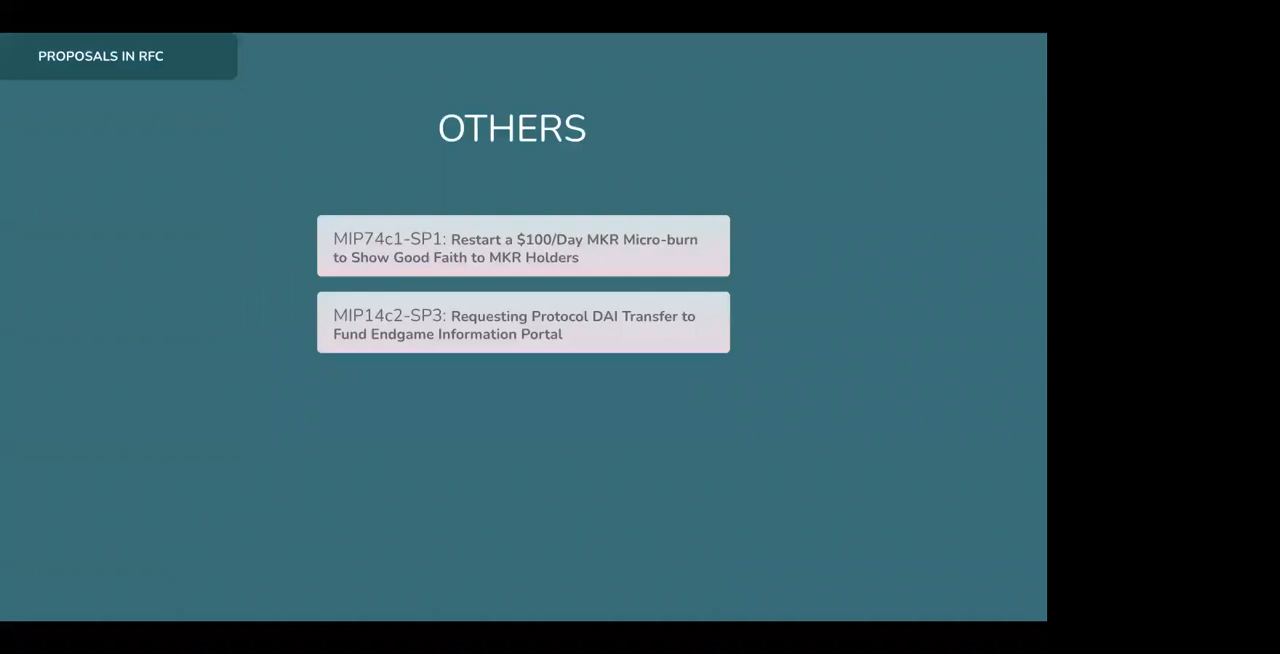 PROPOSALS IN RFC
OTHERS
MIP74c1-SP1: Restart a $100/Day MKR Micro-burn
to Show Good Faith to MKR Holders
MIP14c2-SP3: Requesting Protocol DAI Transfer to
Fund Endgame Information Portal